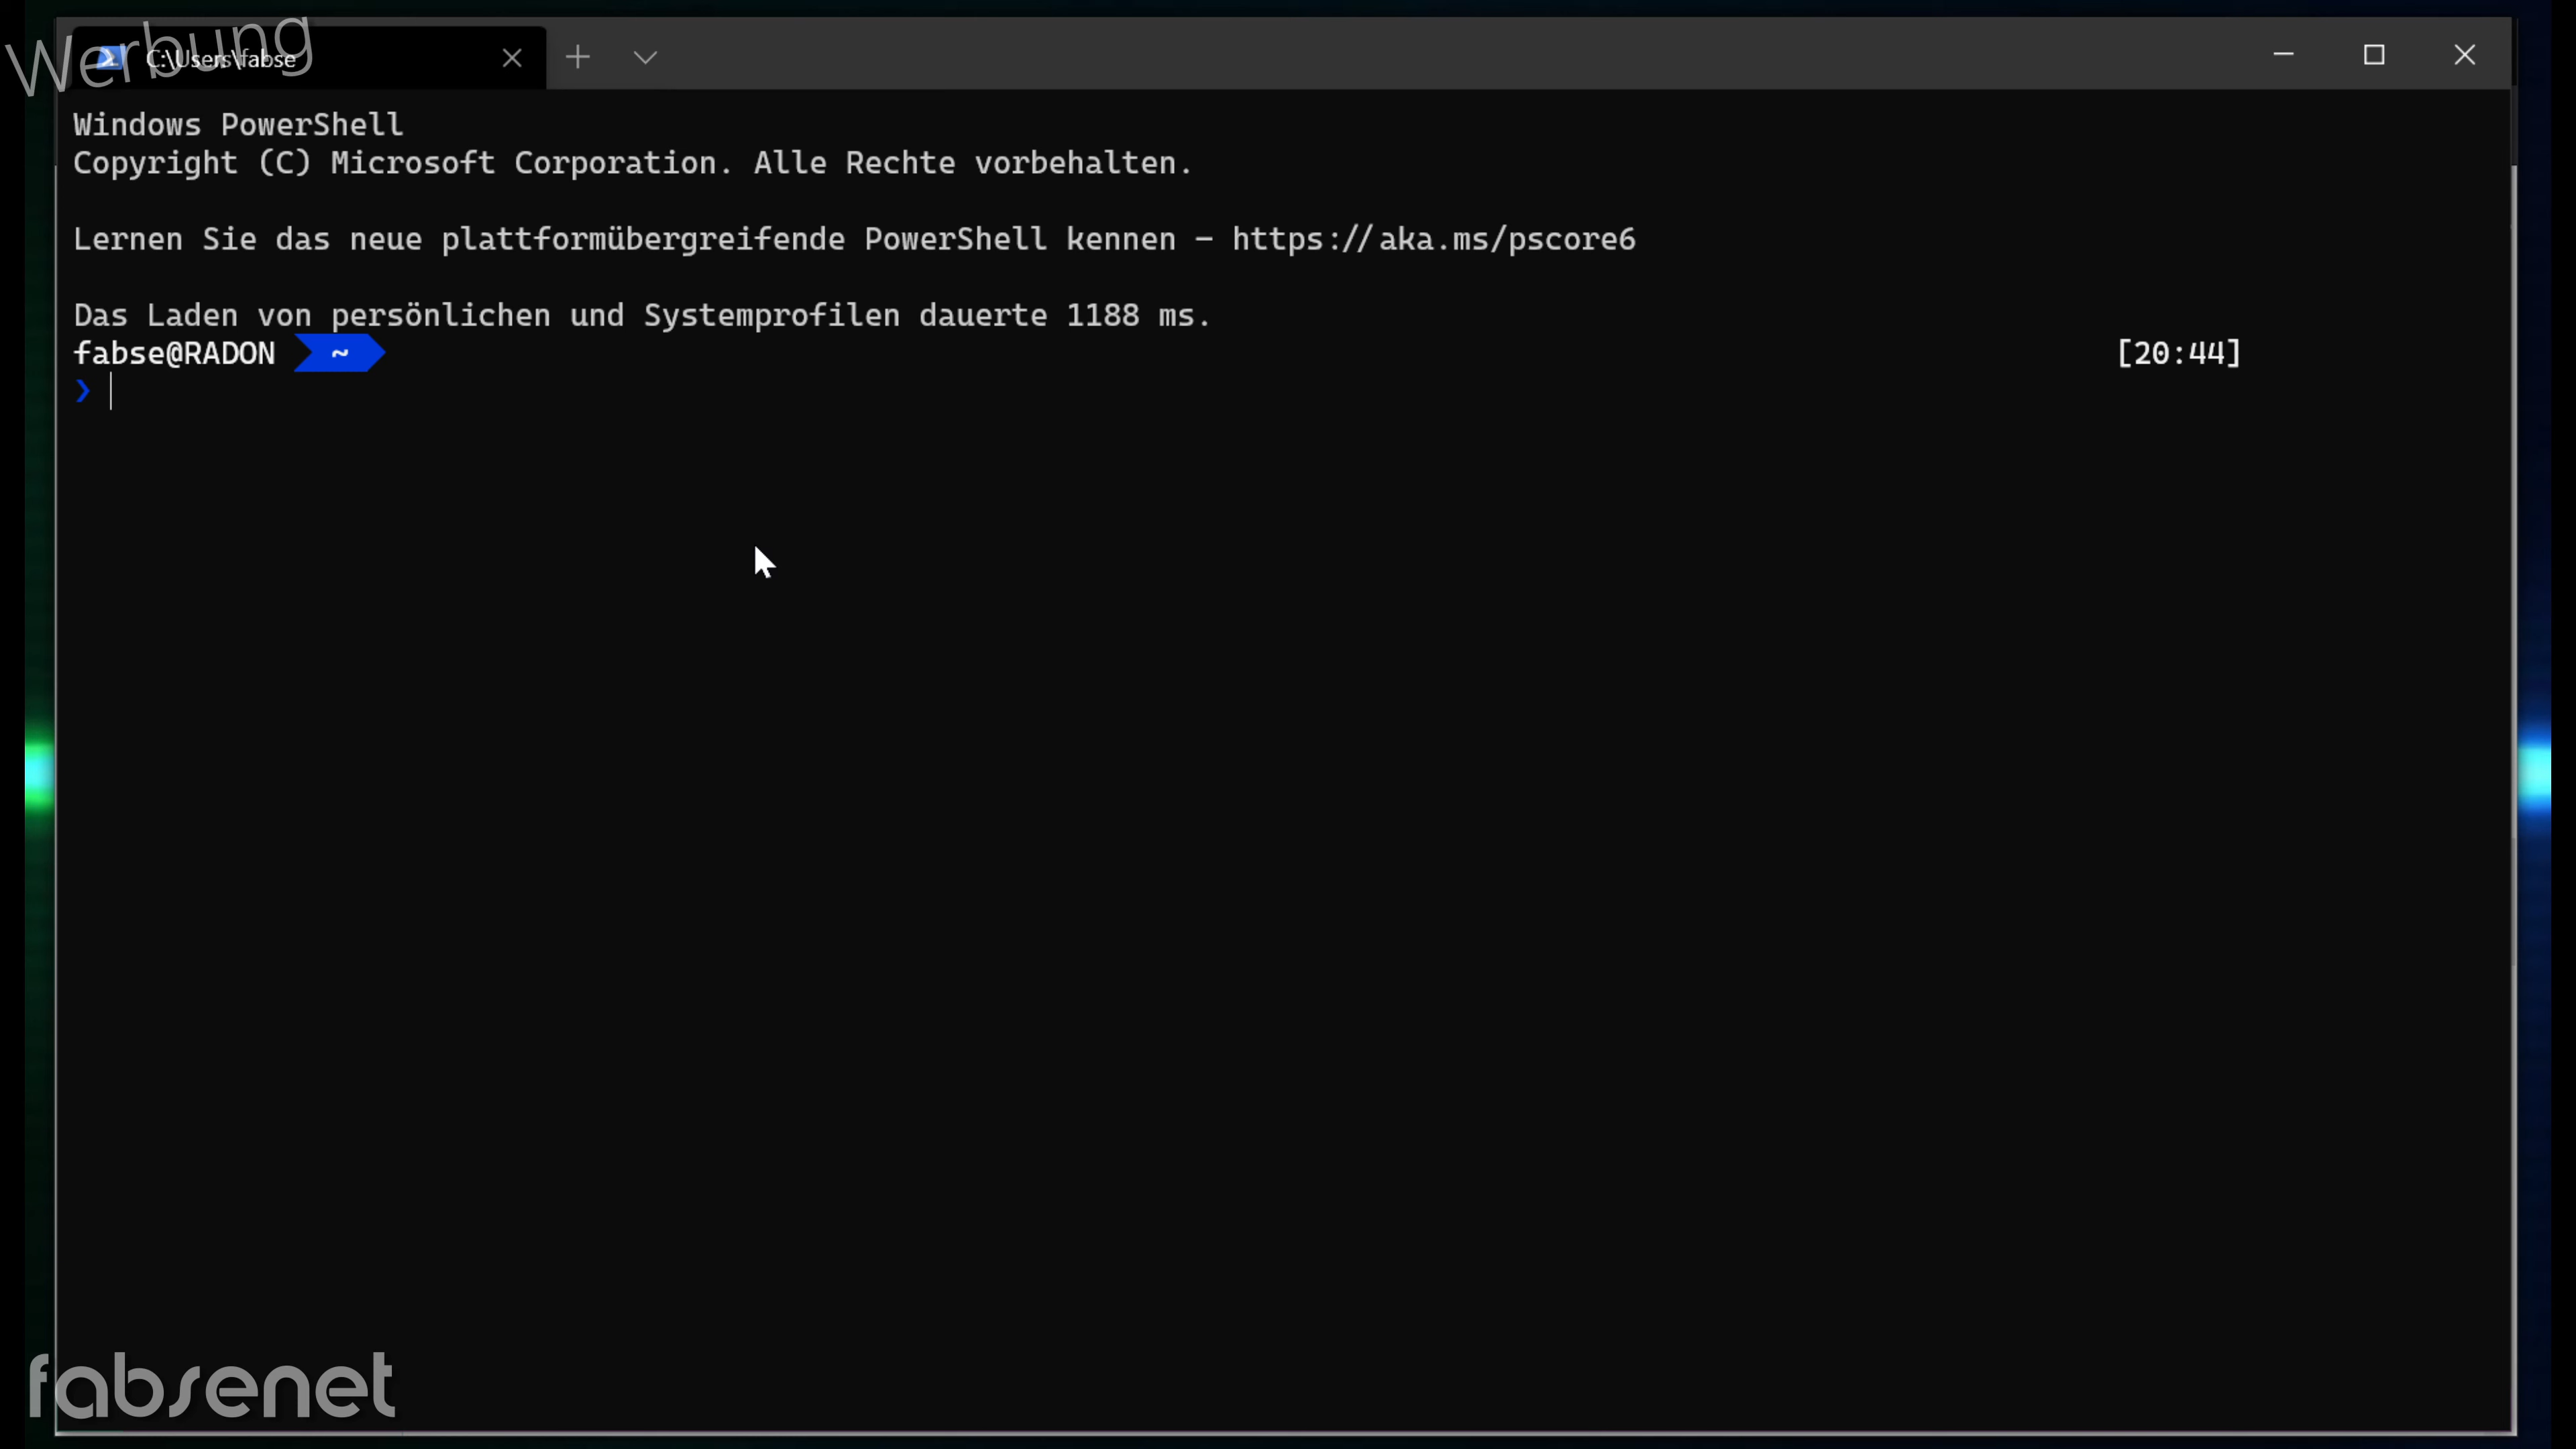 Werbung
C:\Users\fabse
Windows PowerShell
Copyright (C) Microsoft Corporation. Alle Rechte vorbehalten.
Lernen Sie das neue plattformübergreifende PowerShell kennen – https://aka.ms/pscore6
Das Laden von persönlichen und Systemprofilen dauerte 1188 ms.
fabse@RADON ~ [20:44]
❯
fabsenet